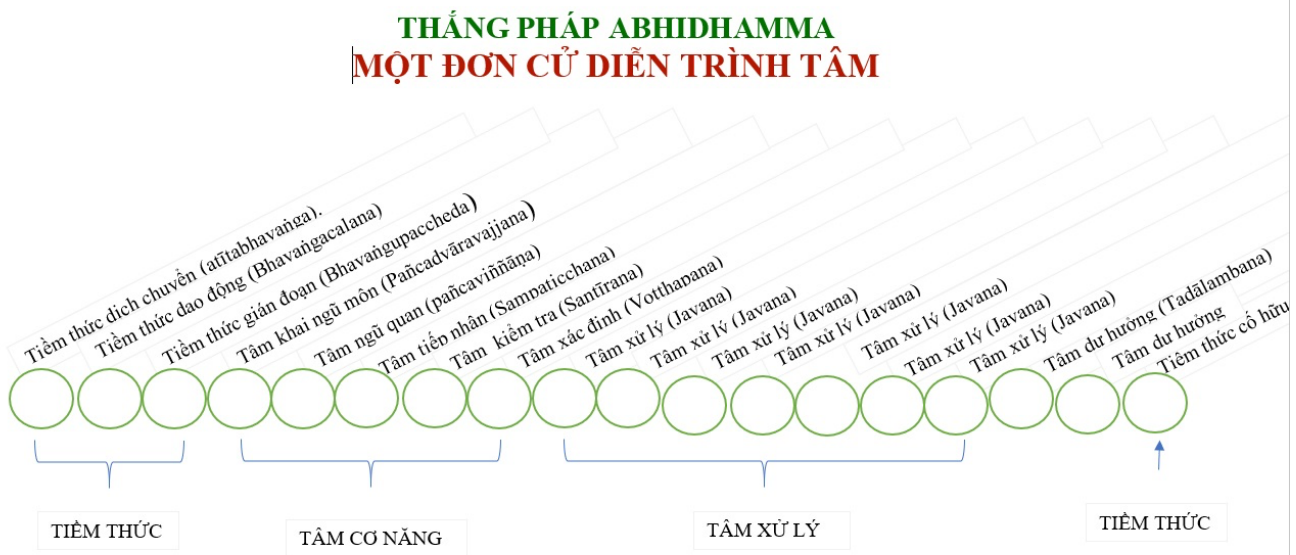 THẮNG PHÁP ABHIDHAMMA
MỘT ĐƠN CỬ DIỄN TRÌNH TÂM
Tiềm thức dịch chuyển (atītabhavaṅga).
Tiềm thức dao động (Bhavaṅgacalana)
Tiềm thức gián đoạn (Bhavaṅgupaccheda)
Tâm khai ngũ môn (Pañcadvāravajjana)
Tâm ngũ quan (pañcaviññāṇa)
Tâm tiếp nhân (Sampaticchana)
Tâm kiểm tra (Santīrana)
Tâm xác định (Votthapana)
Tâm xử lý (Javana)
Tâm xử lý (Javana)
Tâm xử lý (Javana)
Tâm xử lý (Javana)
Tâm xử lý (Javana)
Tâm xử lý (Javana)
Tâm xử lý (Javana)
Tâm dư hưởng (Tadālambana)
Tâm dư hưởng
Tiềm thức cố hữu
TIỀM THỨC
TÂM CƠ NĂNG
TÂM XỬ LÝ
TIỀM THỨC